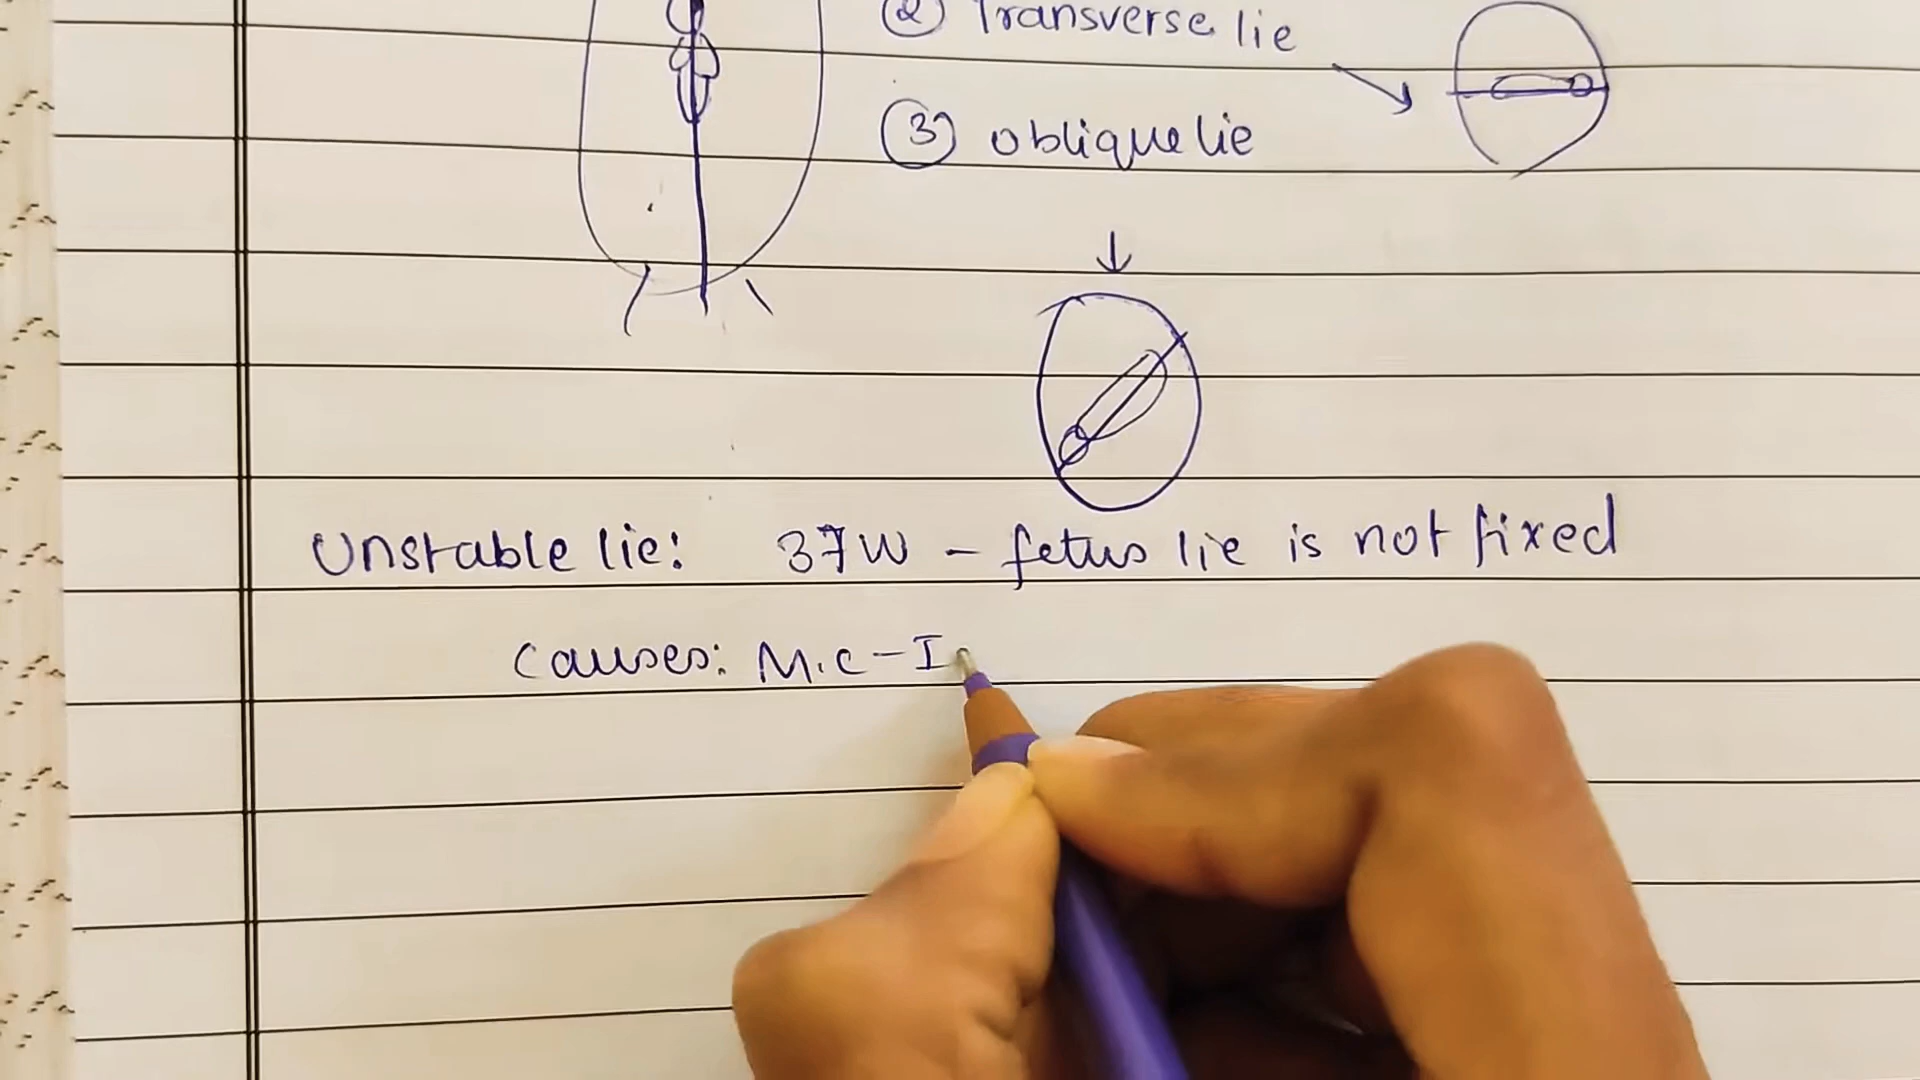 ② Transverse lie
③ oblique lie
Unstable lie: 37W - fetus lie is not fixed
Causes: M.C - I